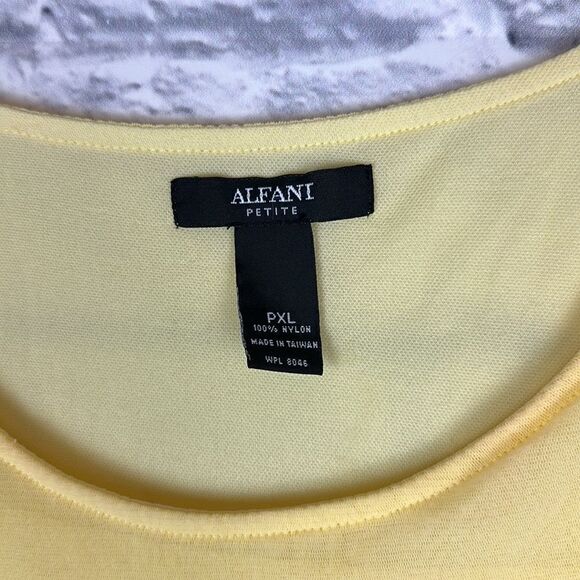 ALFANI
PETITE
PXL
100% NYLON
MADE IN TAIWAN
WPL 8046